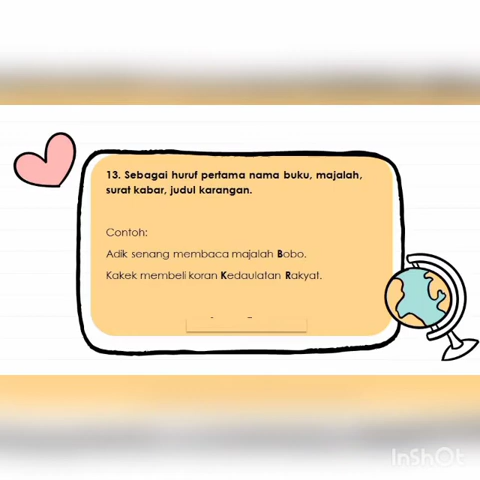 13. Sebagai huruf pertama nama buku, majalah,
surat kabar, judul karangan.
Contoh:
Adik senang membaca majalah Bobo.
Kakek membeli koran Kedaulatan Rakyat.
InShOt